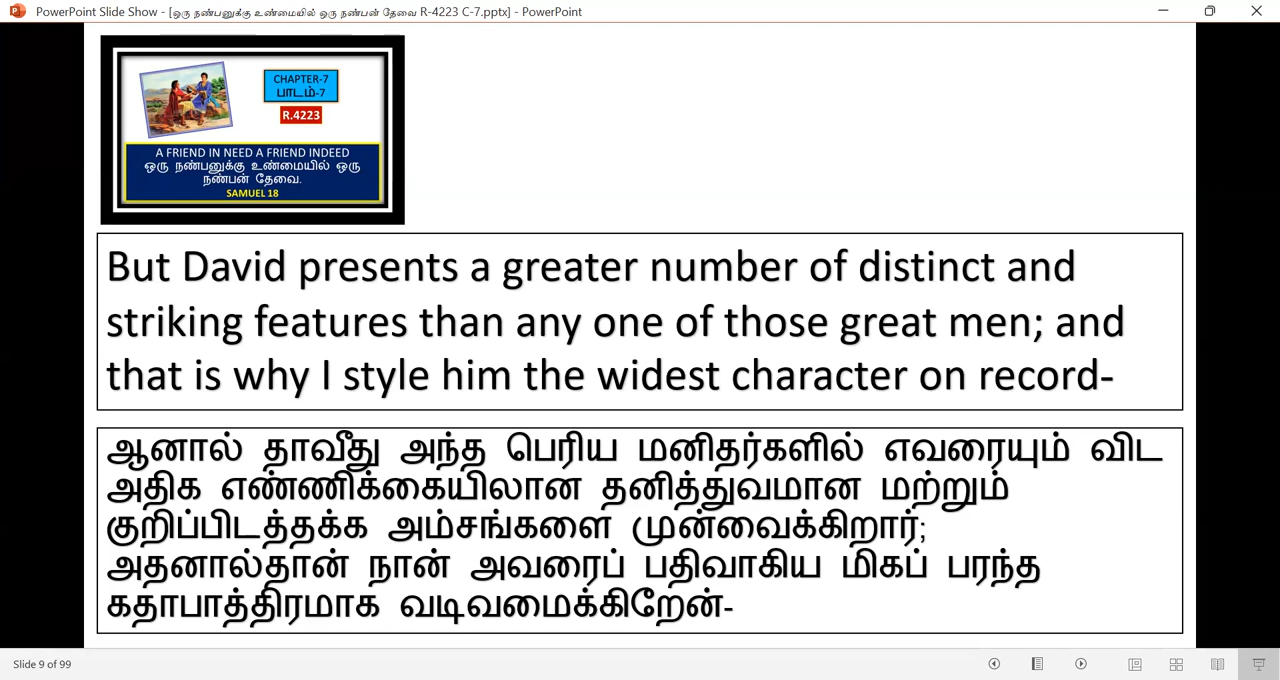 PowerPoint Slide Show - [ஒரு நண்பனுக்கு உண்மையில் ஒரு நண்பன் தேவை R-4223 C-7.pptx] - PowerPoint
CHAPTER-7
பாடம்-7
R.4223
A FRIEND IN NEED A FRIEND INDEED
ஒரு நண்பனுக்கு உண்மையில் ஒரு
நண்பன் தேவை.
SAMUEL 18
But David presents a greater number of distinct and
striking features than any one of those great men; and
that is why I style him the widest character on record-
ஆனால் தாவீது அந்த பெரிய மனிதர்களில் எவரையும் விட
அதிக எண்ணிக்கையிலான தனித்துவமான மற்றும்
குறிப்பிடத்தக்க அம்சங்களை முன்வைக்கிறார்;
அதனால்தான் நான் அவரைப் பதிவாகிய மிகப் பரந்த
கதாபாத்திரமாக வடிவமைக்கிறேன்-
Slide 9 of 99